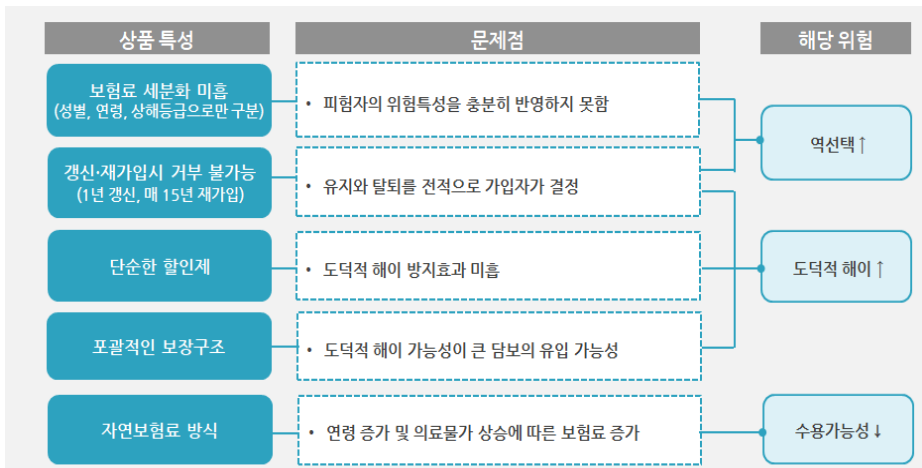 상품 특성
문제점
해당 위험
보험료 세분화 미흡
(성별, 연령, 상해등급으로만 구분)
• 피험자의 위험특성을 충분히 반영하지 못함
역선택↑
갱신·재가입시 거부 불가능
(1년 갱신, 매 15년 재가입)
• 유지와 탈퇴를 전적으로 가입자가 결정
단순한 할인제
• 도덕적 해이 방지효과 미흡
도덕적 해이↑
포괄적인 보장구조
• 도덕적 해이 가능성이 큰 담보의 유입 가능성
자연보험료 방식
• 연령 증가 및 의료물가 상승에 따른 보험료 증가
수용가능성↓